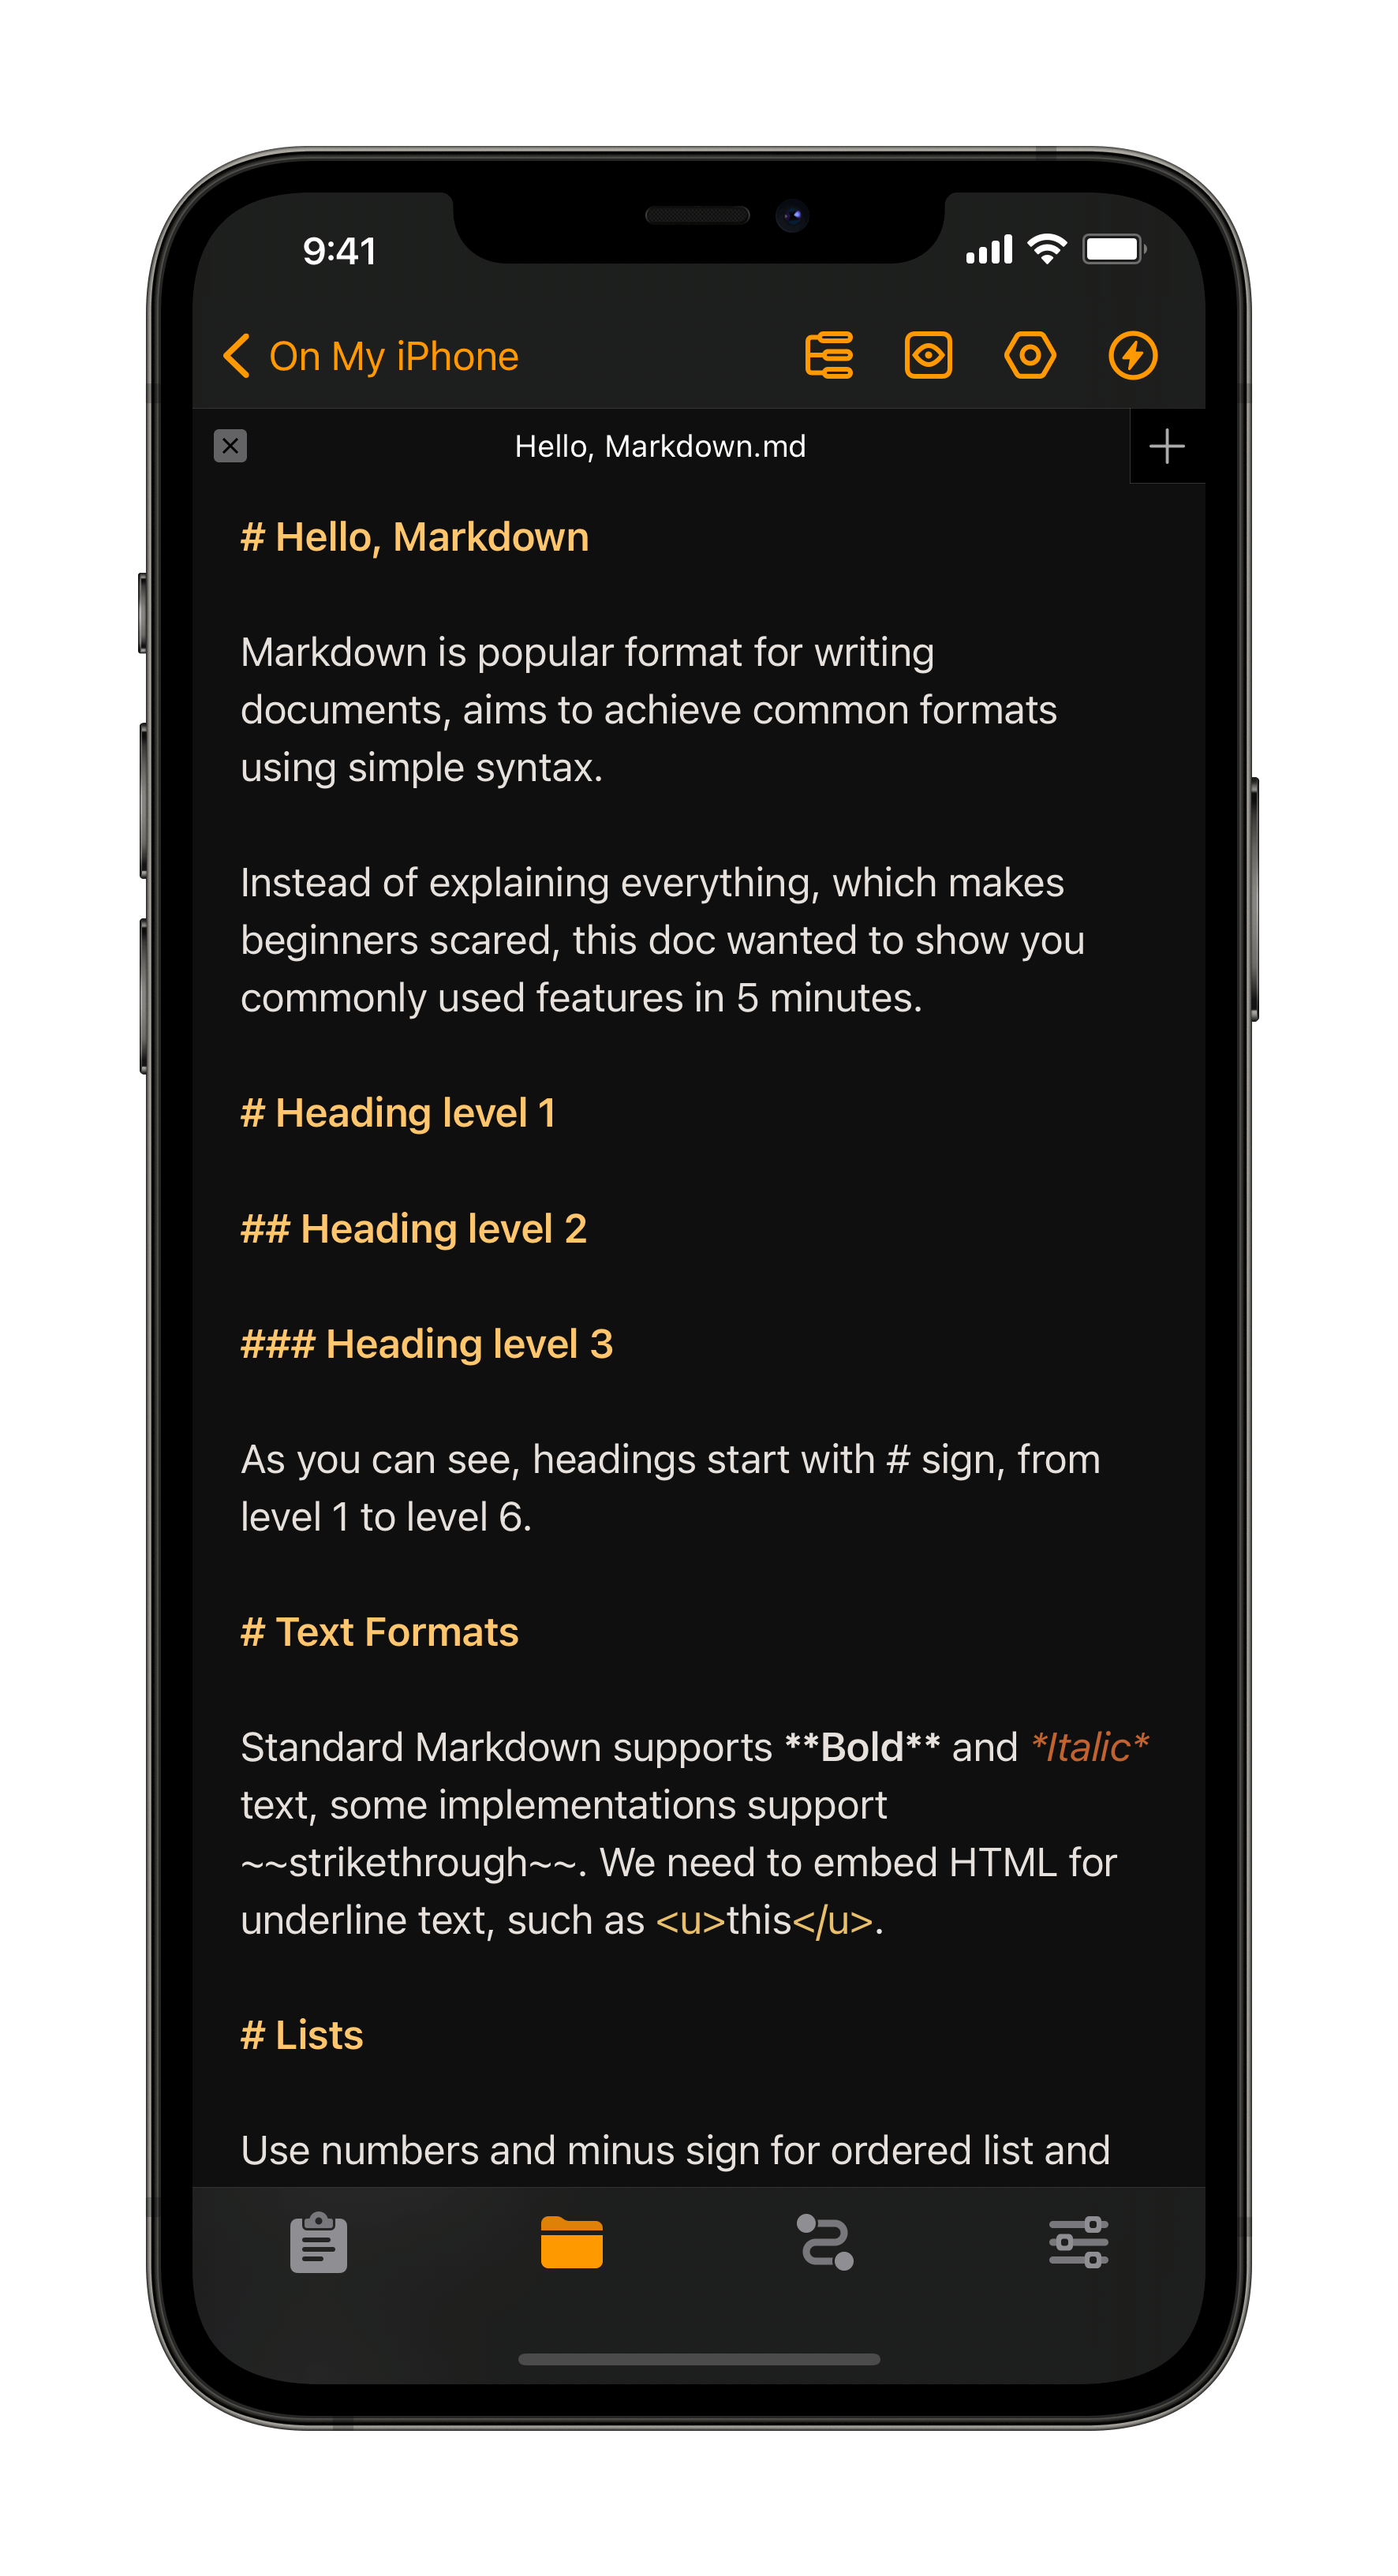 9:41
On My iPhone
Hello, Markdown.md
# Hello, Markdown
Markdown is popular format for writing
documents, aims to achieve common formats
using simple syntax.
Instead of explaining everything, which makes
beginners scared, this doc wanted to show you
commonly used features in 5 minutes.
# Heading level 1
## Heading level 2
### Heading level 3
As you can see, headings start with # sign, from
level 1 to level 6.
# Text Formats
Standard Markdown supports **Bold** and *Italic*
text, some implementations support
~~strikethrough~~. We need to embed HTML for
underline text, such as <u>this</u>.
# Lists
Use numbers and minus sign for ordered list and